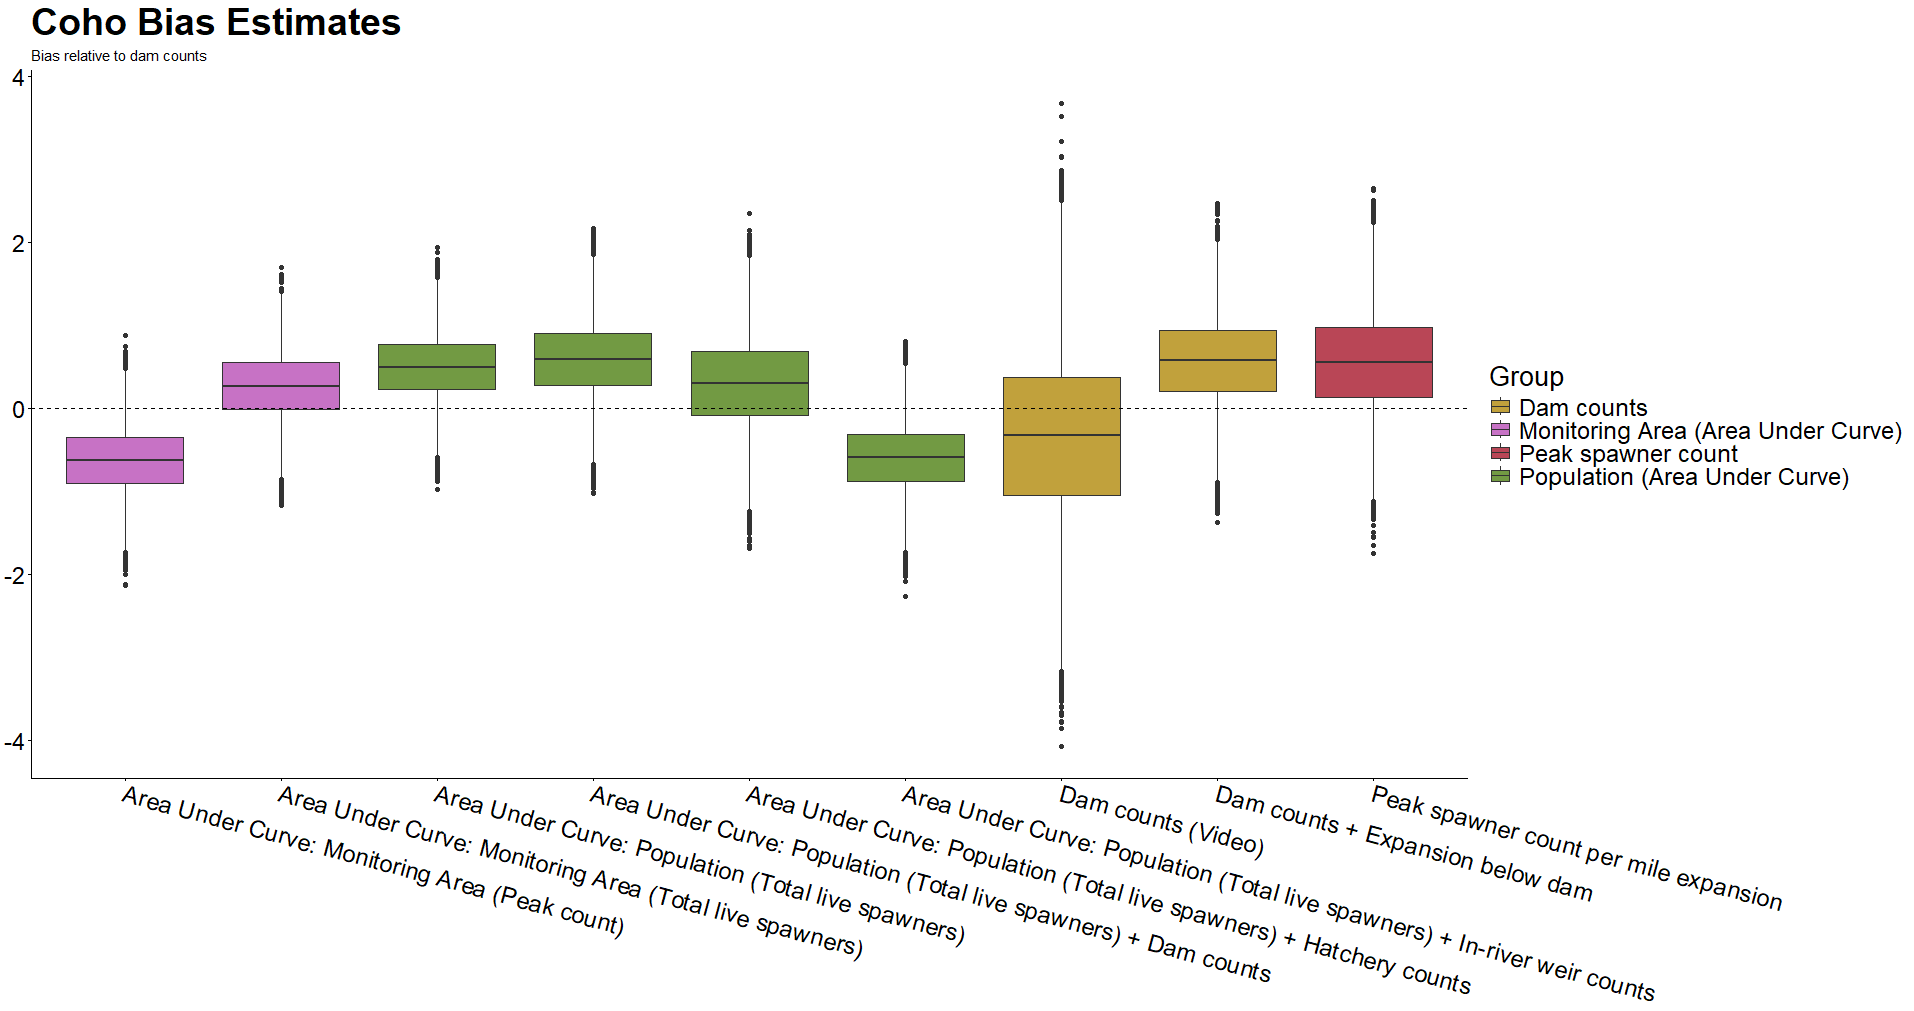 Coho Bias Estimates
Bias relative to dam counts
4
2
0
-2
-4
Area Under Curve: Monitoring Area (Peak count)
Area Under Curve: Monitoring Area (Total live spawners)
Area Under Curve: Population (Total live spawners)
Area Under Curve: Population (Total live spawners) + Dam counts
Area Under Curve: Population (Total live spawners) + Hatchery counts
Area Under Curve: Population (Total live spawners) + In-river weir counts
Dam counts (Video)
Dam counts + Expansion below dam
Peak spawner count per mile expansion
Group
Dam counts
Monitoring Area (Area Under Curve)
Peak spawner count
Population (Area Under Curve)